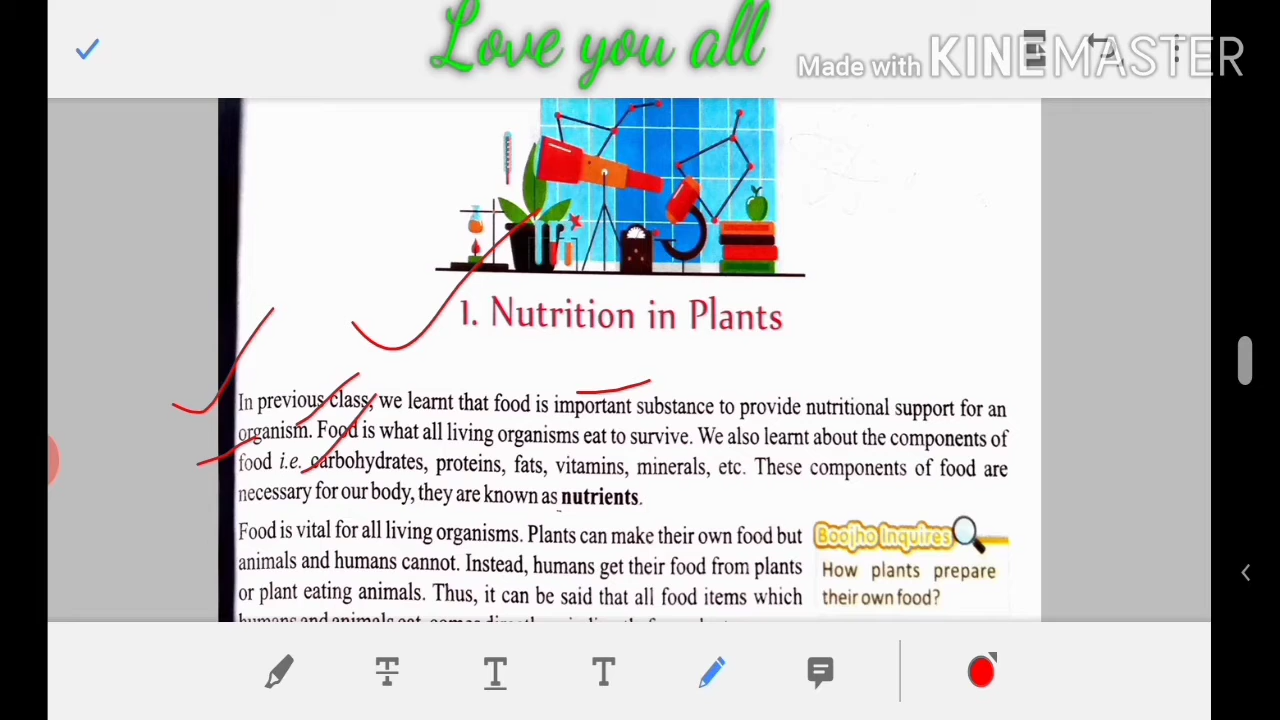 Love you all
Made with KINEMASTER
1. Nutrition in Plants
In previous class, we learnt that food is important substance to provide nutritional support for an
organism. Food is what all living organisms eat to survive. We also learnt about the components of
food i.e. carbohydrates, proteins, fats, vitamins, minerals, etc. These components of food are
necessary for our body, they are known as nutrients.
Food is vital for all living organisms. Plants can make their own food but
animals and humans cannot. Instead, humans get their food from plants
or plant eating animals. Thus, it can be said that all food items which
humans and animals eat, comes
Boojho Inquires
How plants prepare
their own food?
T
T
T